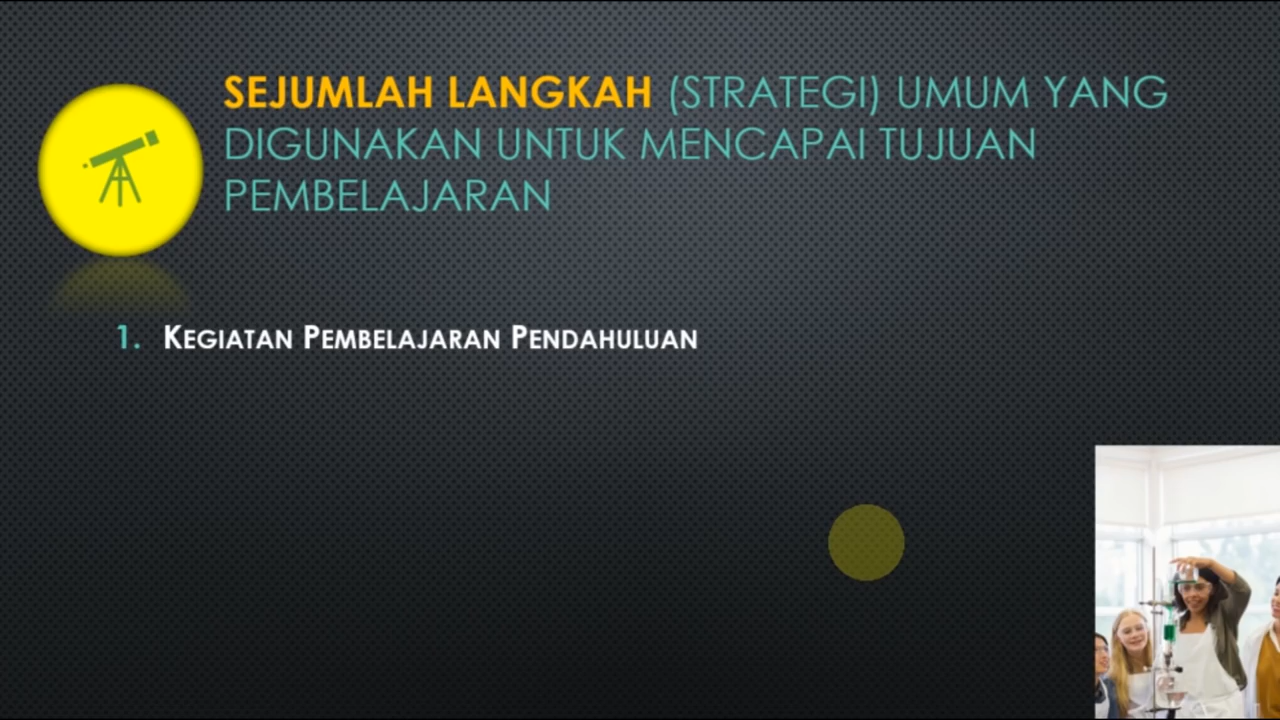 SEJUMLAH LANGKAH (STRATEGI) UMUM YANG
DIGUNAKAN UNTUK MENCAPAI TUJUAN
PEMBELAJARAN
1. KEGIATAN PEMBELAJARAN PENDAHULUAN